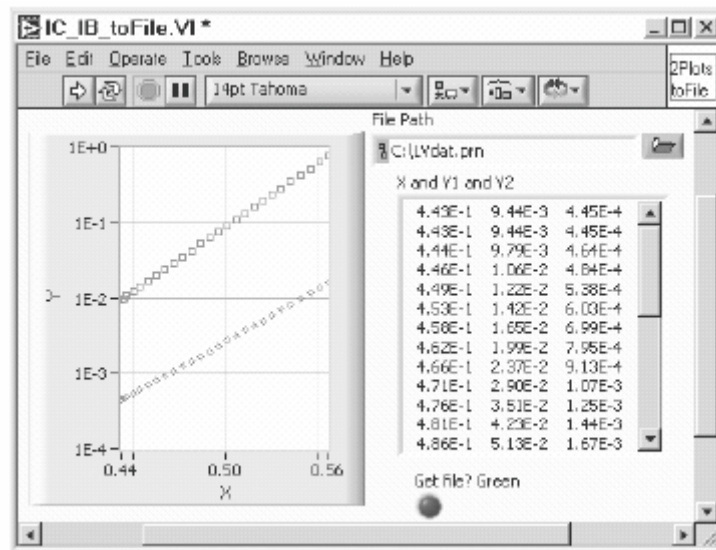 IC_IB_toFile.VI *
File Edit Operate Tools Browse Window Help
2Plots
toFile
14pt Tahoma
File Path
C:\LVdat.prn
X and Y1 and Y2
4.43E-1 9.44E-3 4.45E-4
4.43E-1 9.44E-3 4.45E-4
4.44E-1 9.79E-3 4.64E-4
4.46E-1 1.06E-2 4.84E-4
4.49E-1 1.22E-2 5.38E-4
4.53E-1 1.42E-2 6.03E-4
4.58E-1 1.65E-2 6.99E-4
4.62E-1 1.99E-2 7.95E-4
4.66E-1 2.37E-2 9.13E-4
4.71E-1 2.90E-2 1.07E-3
4.76E-1 3.51E-2 1.25E-3
4.81E-1 4.23E-2 1.44E-3
4.86E-1 5.13E-2 1.67E-3
1E+0
1E-1
1E-2
Y
1E-3
1E-4
0.44 0.50 0.56
X
Get file? Green